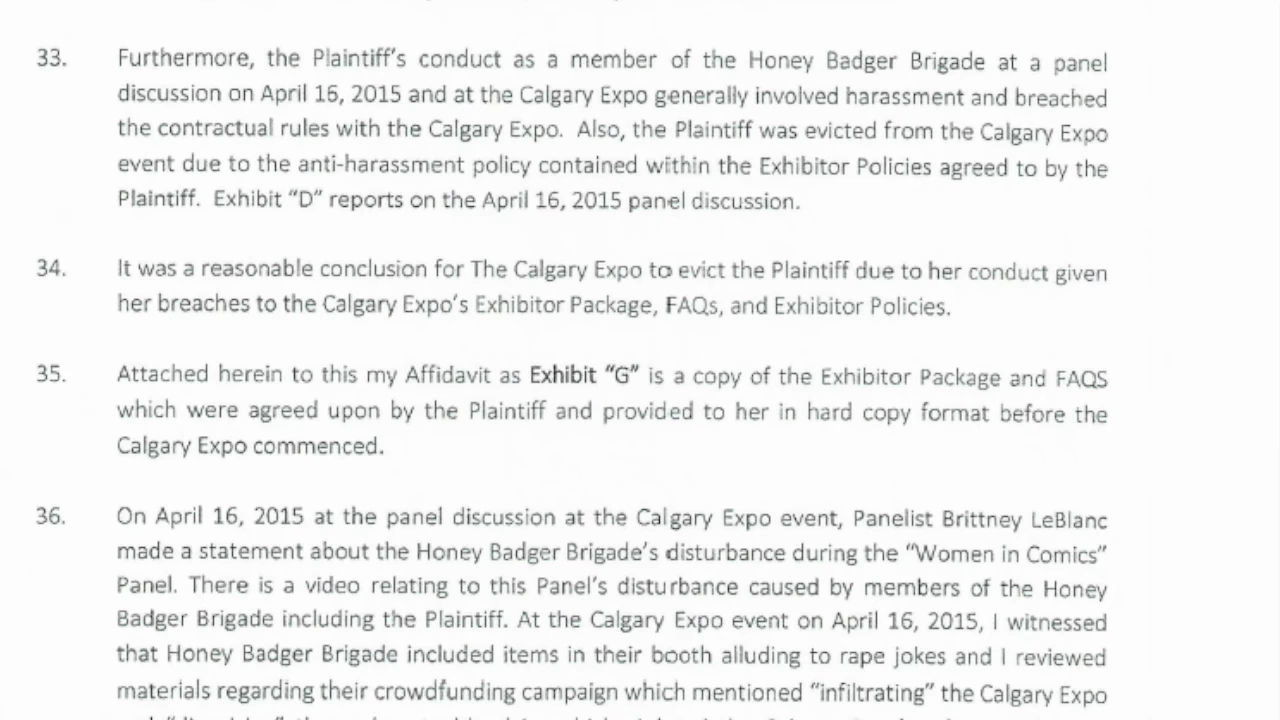 33. Furthermore, the Plaintiff's conduct as a member of the Honey Badger Brigade at a panel
discussion on April 16, 2015 and at the Calgary Expo generally involved harassment and breached
the contractual rules with the Calgary Expo. Also, the Plaintiff was evicted from the Calgary Expo
event due to the anti-harassment policy contained within the Exhibitor Policies agreed to by the
Plaintiff. Exhibit "D" reports on the April 16, 2015 panel discussion.
34. It was a reasonable conclusion for The Calgary Expo to evict the Plaintiff due to her conduct given
her breaches to the Calgary Expo's Exhibitor Package, FAQs, and Exhibitor Policies.
35. Attached herein to this my Affidavit as Exhibit "G" is a copy of the Exhibitor Package and FAQS
which were agreed upon by the Plaintiff and provided to her in hard copy format before the
Calgary Expo commenced.
36. On April 16, 2015 at the panel discussion at the Calgary Expo event, Panelist Brittney LeBlanc
made a statement about the Honey Badger Brigade's disturbance during the "Women in Comics"
Panel. There is a video relating to this Panel's disturbance caused by members of the Honey
Badger Brigade including the Plaintiff. At the Calgary Expo event on April 16, 2015, I witnessed
that Honey Badger Brigade included items in their booth alluding to rape jokes and I reviewed
materials regarding their crowdfunding campaign which mentioned "infiltrating" the Calgary Expo